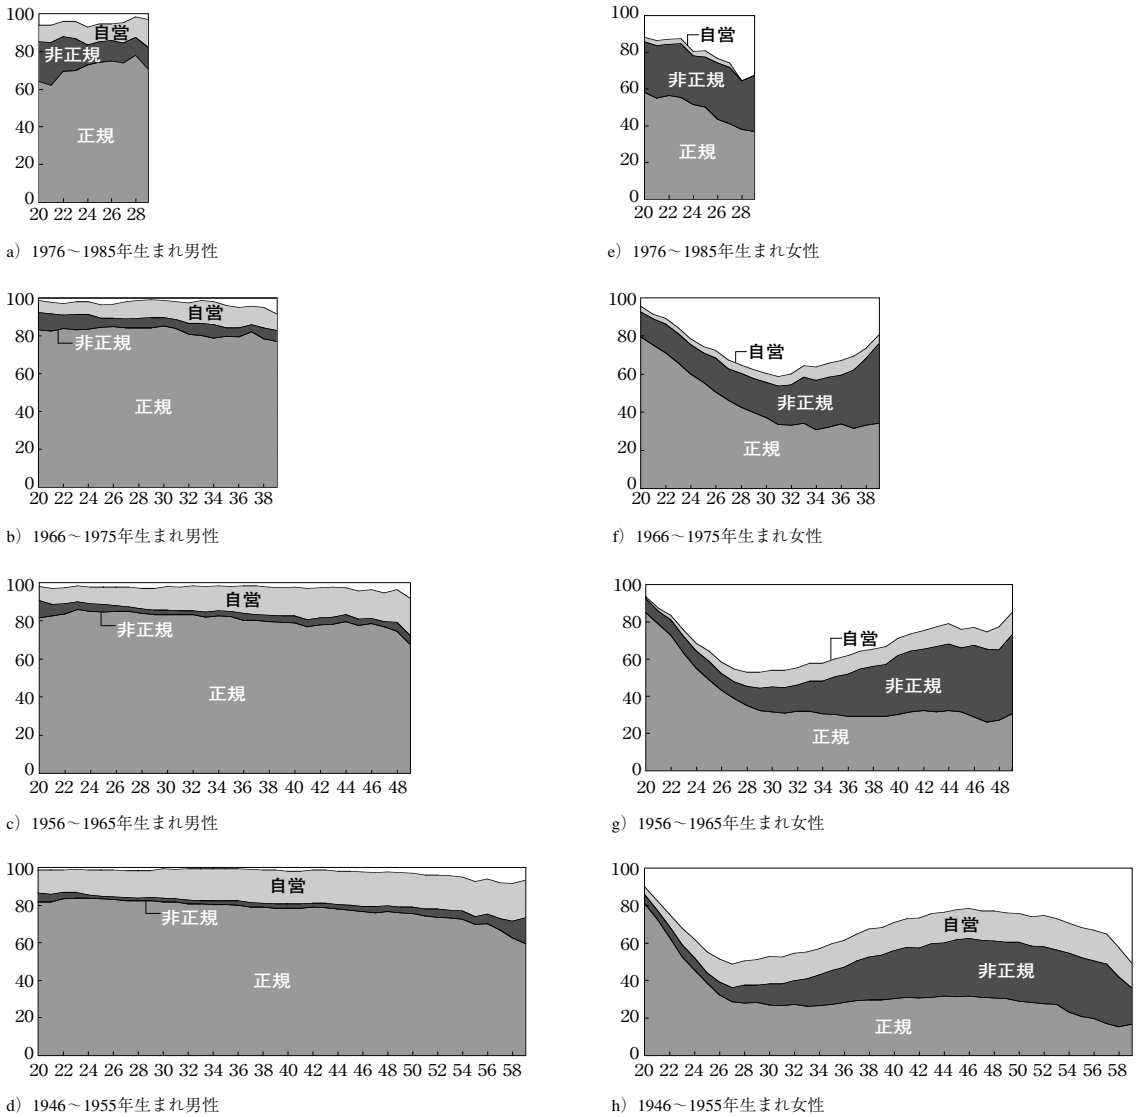 100
80
60
40
20
0
自営
非正規
正規
20 22 24 26 28
a）1976～1985年生まれ男性
100
80
60
40
20
0
自営
非正規
正規
20 22 24 26 28
e）1976～1985年生まれ女性
100
80
60
40
20
0
自営
非正規
正規
20 22 24 26 28 30 32 34 36 38
b）1966～1975年生まれ男性
100
80
60
40
20
0
自営
非正規
正規
20 22 24 26 28 30 32 34 36 38
f）1966～1975年生まれ女性
100
80
60
40
20
0
自営
非正規
正規
20 22 24 26 28 30 32 34 36 38 40 42 44 46 48
c）1956～1965年生まれ男性
100
80
60
40
20
0
自営
非正規
正規
20 22 24 26 28 30 32 34 36 38 40 42 44 46 48
g）1956～1965年生まれ女性
100
80
60
40
20
0
自営
非正規
正規
20 22 24 26 28 30 32 34 36 38 40 42 44 46 48 50 52 54 56 58
d）1946～1955年生まれ男性
100
80
60
40
20
0
自営
非正規
正規
20 22 24 26 28 30 32 34 36 38 40 42 44 46 48 50 52 54 56 58
h）1946～1955年生まれ女性